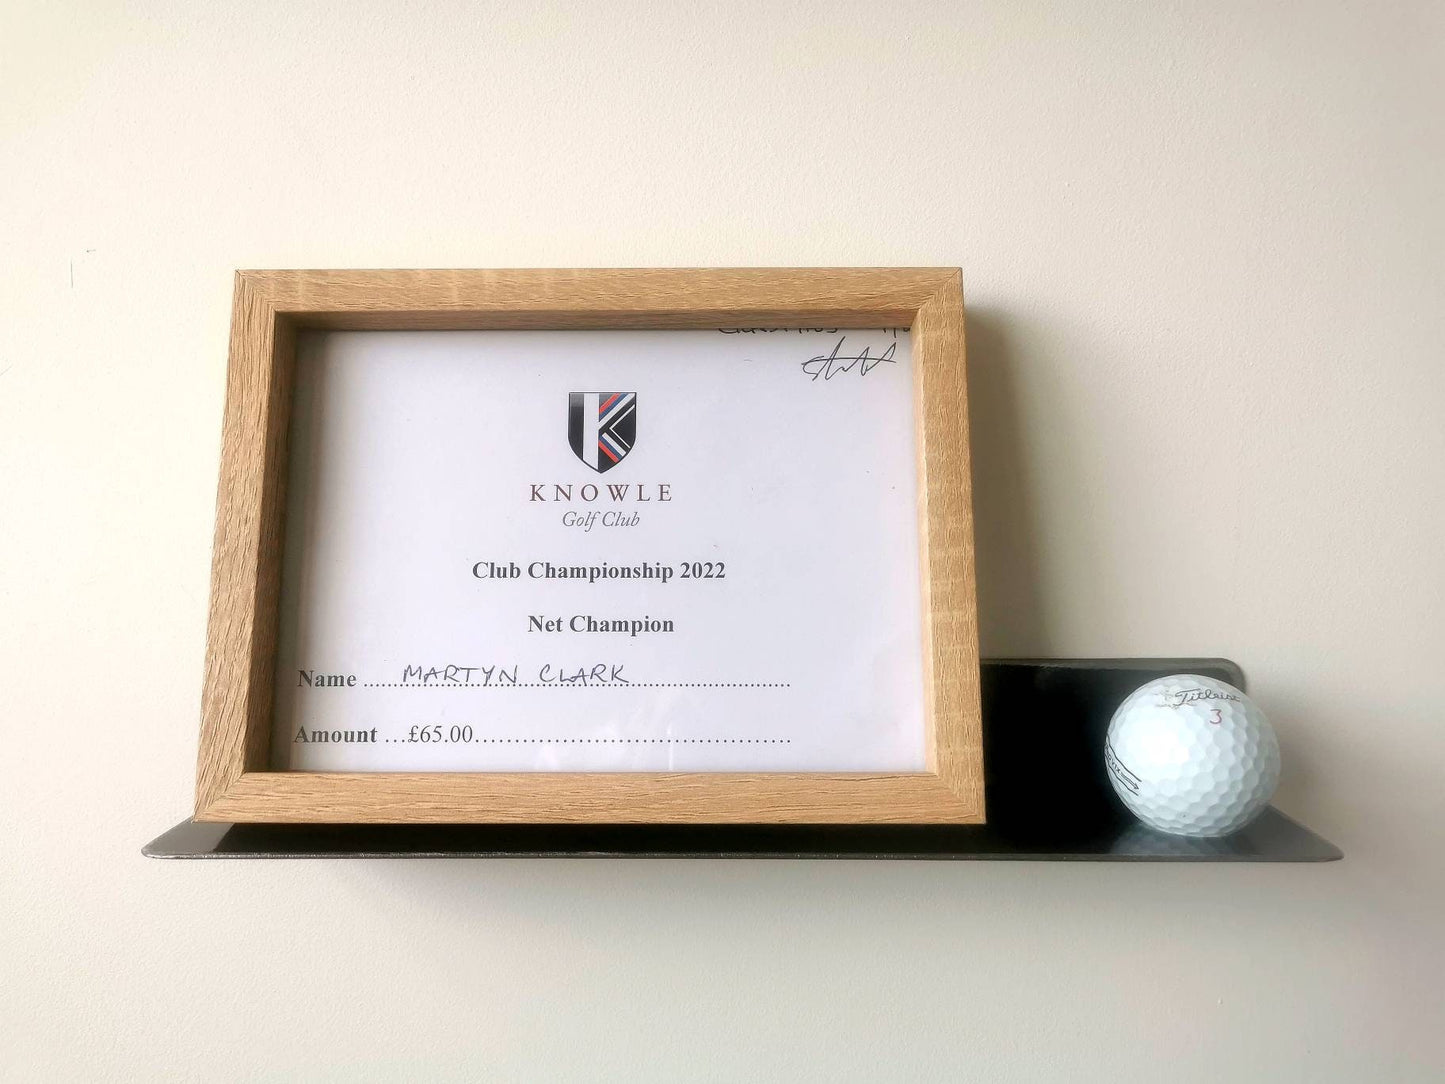 KNOWLE
Golf Club
Club Championship 2022
Net Champion
Name ..... MARTYN CLARK ..........................
Amount ...£65.00........................................
Titleist
3